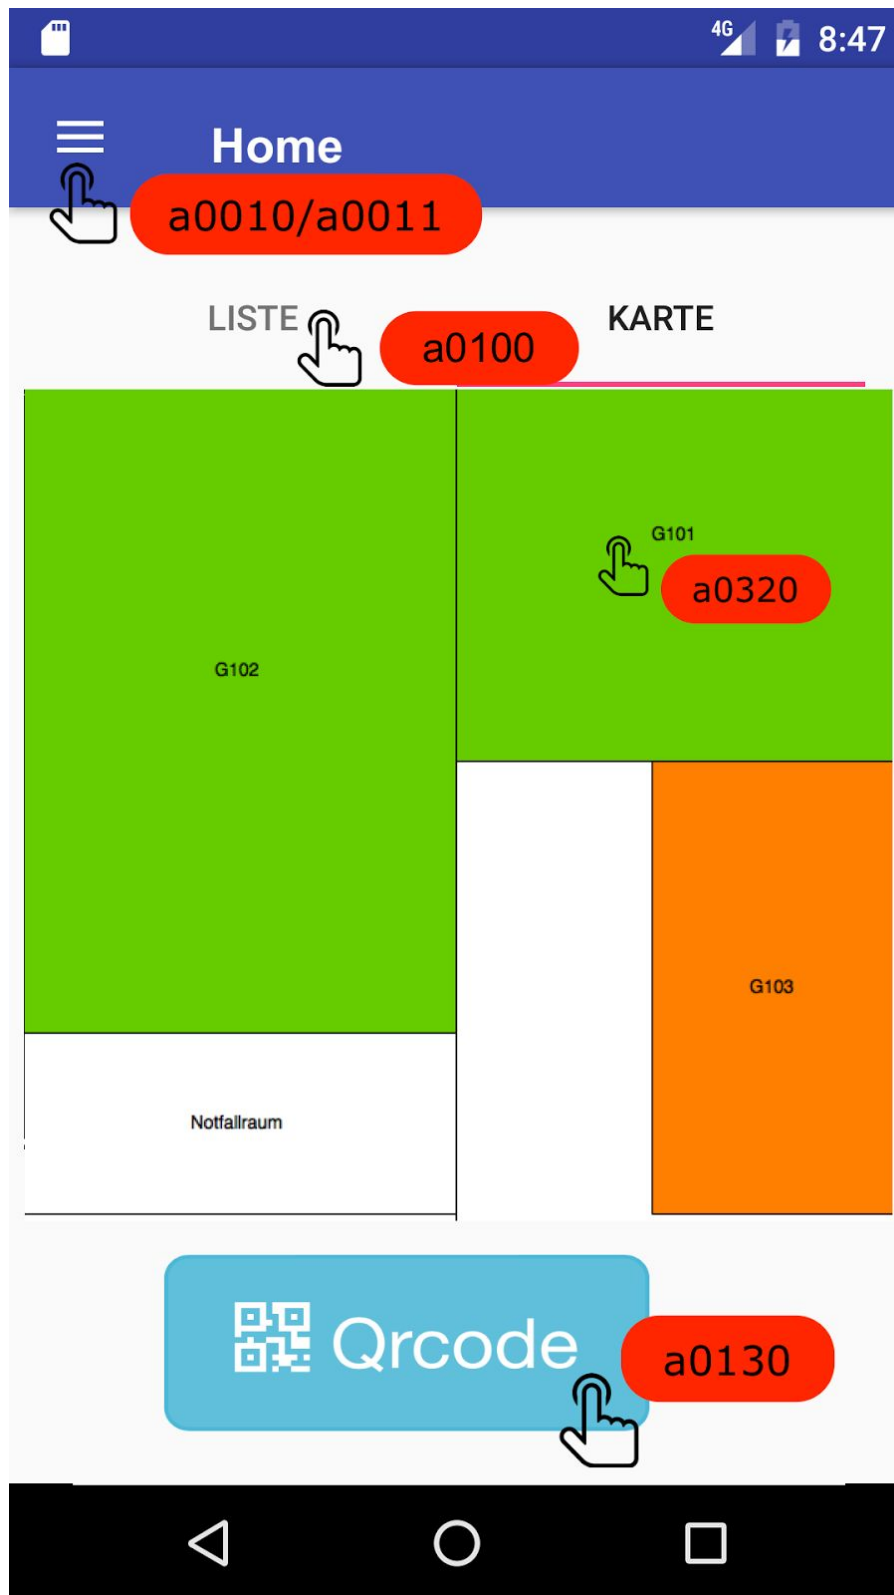 4G 8:47
Home
a0010/a0011
LISTE
KARTE
a0100
G101
a0320
G102
G103
Notfallraum
Qrcode
a0130